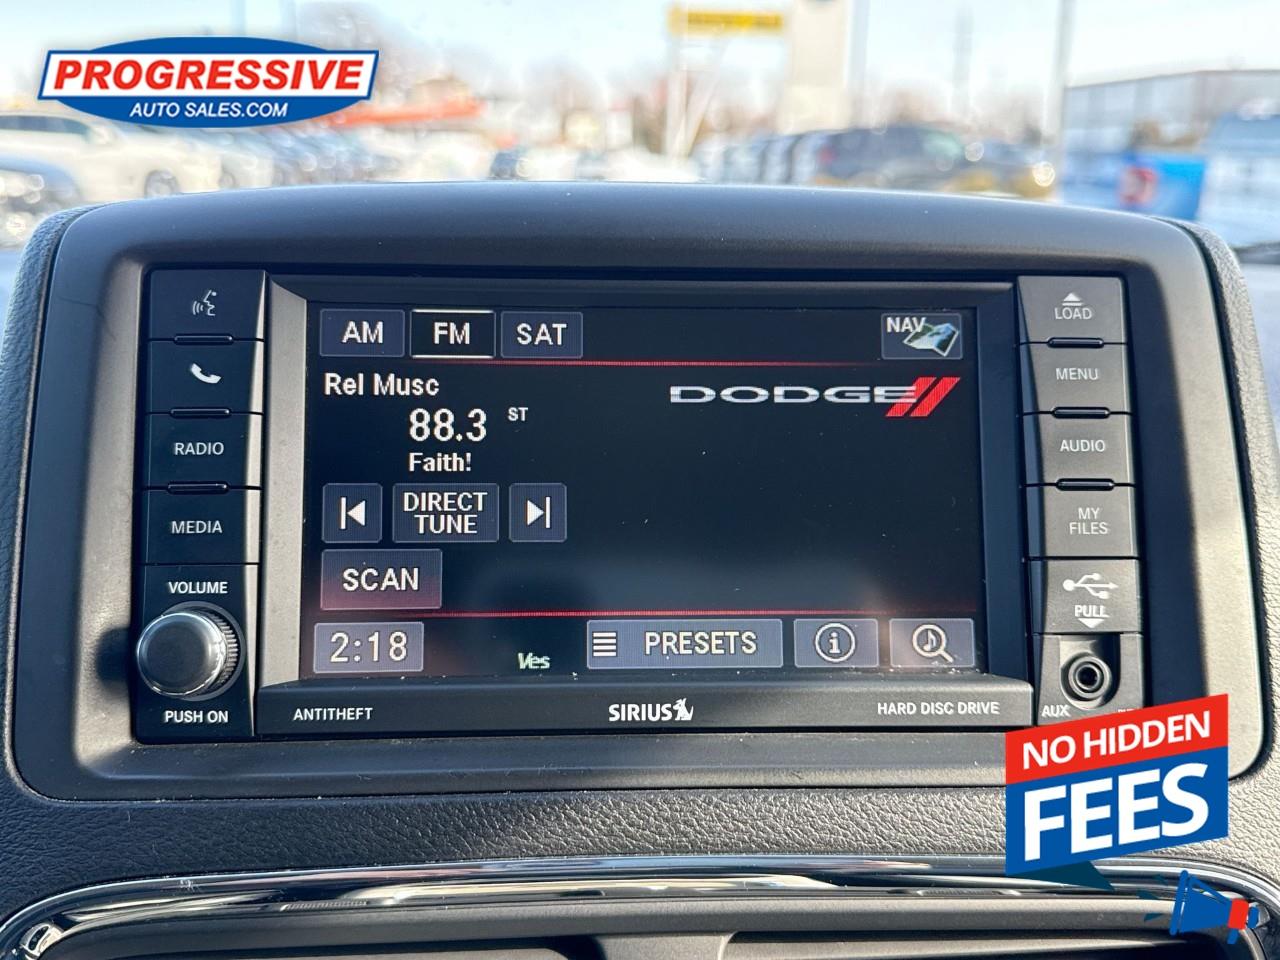 PROGRESSIVE
AUTO SALES.COM
LOAD
MENU
AUDIO
MY
FILES
PULL
AUX
RADIO
MEDIA
VOLUME
PUSH ON
AM FM SAT NAV
Rel Musc
88.3 ST
Faith!
DODGE
DIRECT
TUNE
SCAN
2:18 Ves PRESETS i
ANTITHEFT SIRIUS HARD DISC DRIVE
NO HIDDEN
FEES